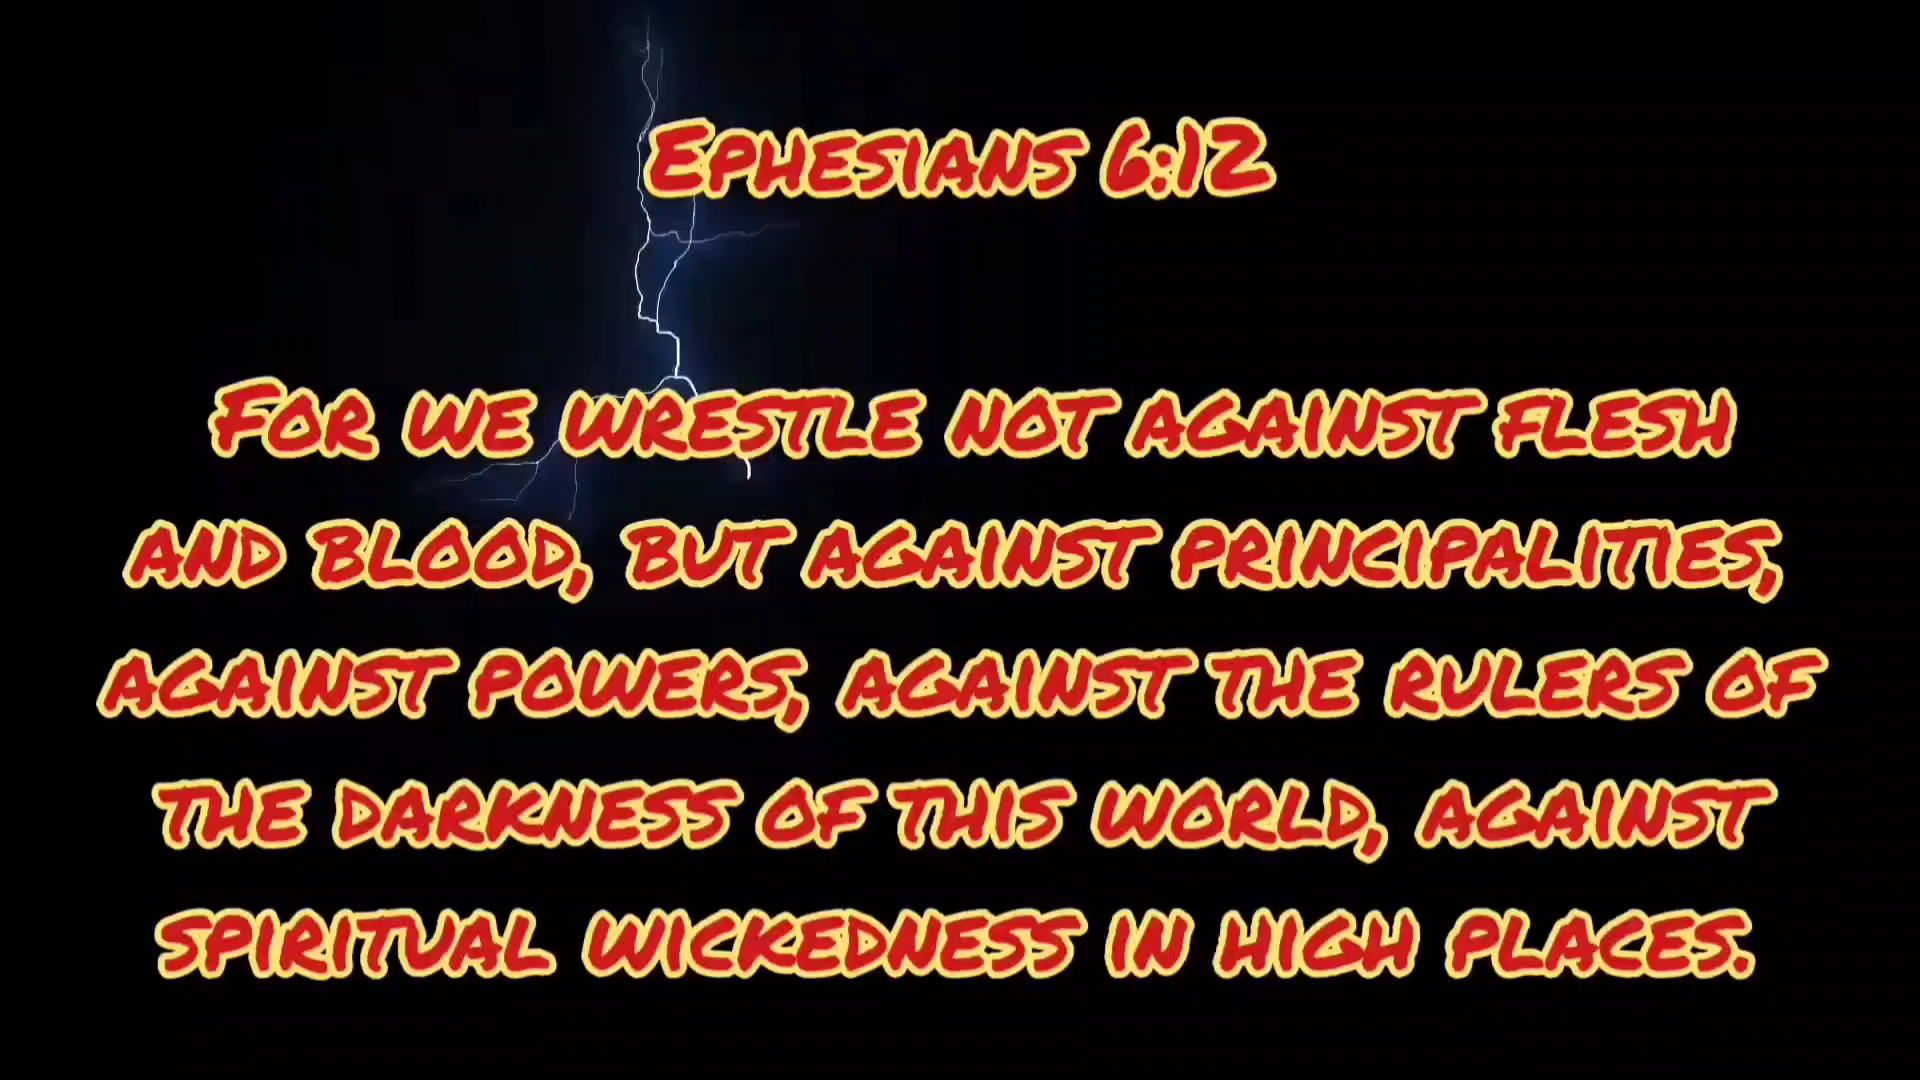 Ephesians 6:12
For we wrestle not against flesh
and blood, but against principalities,
against powers, against the rulers of
the darkness of this world, against
spiritual wickedness in high places.